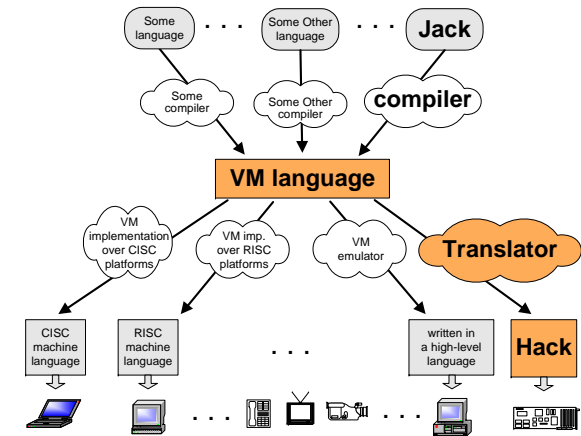 Some
language
. . .
Some Other
language
. . .
Jack
Some
compiler
Some Other
compiler
compiler
VM language
VM
implementation
over CISC
platforms
VM imp.
over RISC
platforms
VM
emulator
Translator
CISC
machine
language
RISC
machine
language
. . .
written in
a high-level
language
Hack
. . .
. . .